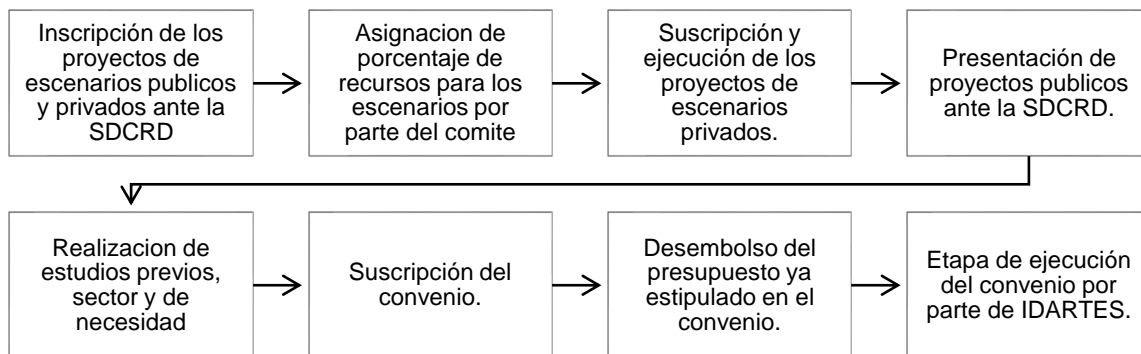 Inscripción de los
proyectos de
escenarios publicos
y privados ante la
SDCRD
Asignacion de
porcentaje de
recursos para los
escenarios por
parte del comite
Suscripción y
ejecución de los
proyectos de
escenarios
privados.
Presentación de
proyectos publicos
ante la SDCRD.
Realizacion de
estudios previos,
sector y de
necesidad
Suscripción del
convenio.
Desembolso del
presupuesto ya
estipulado en el
convenio.
Etapa de ejecución
del convenio por
parte de IDARTES.